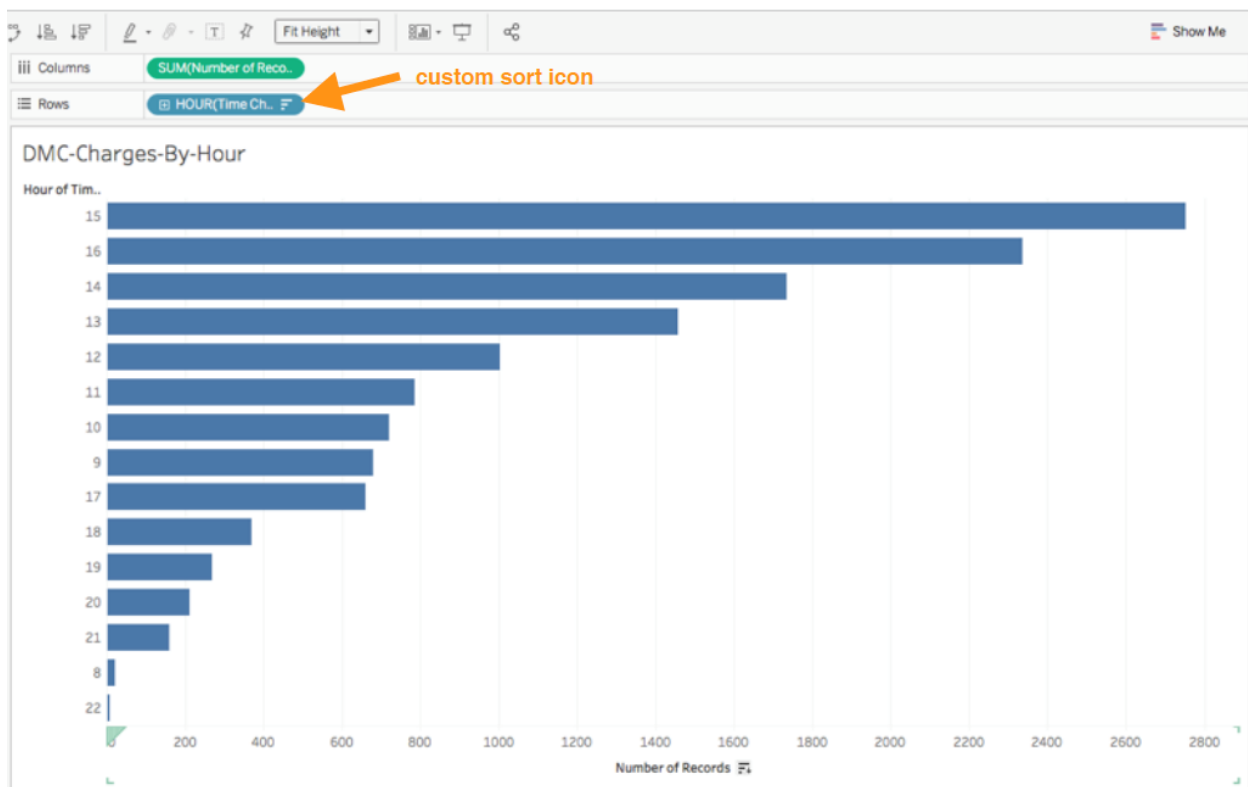 Fit Height
Show Me
iii Columns
SUM(Number of Reco..
custom sort icon
Rows
HOUR(Time Ch..
DMC-Charges-By-Hour
Hour of Tim..
15
16
14
13
12
11
10
9
17
18
19
20
21
8
22
0 200 400 600 800 1000 1200 1400 1600 1800 2000 2200 2400 2600 2800
Number of Records